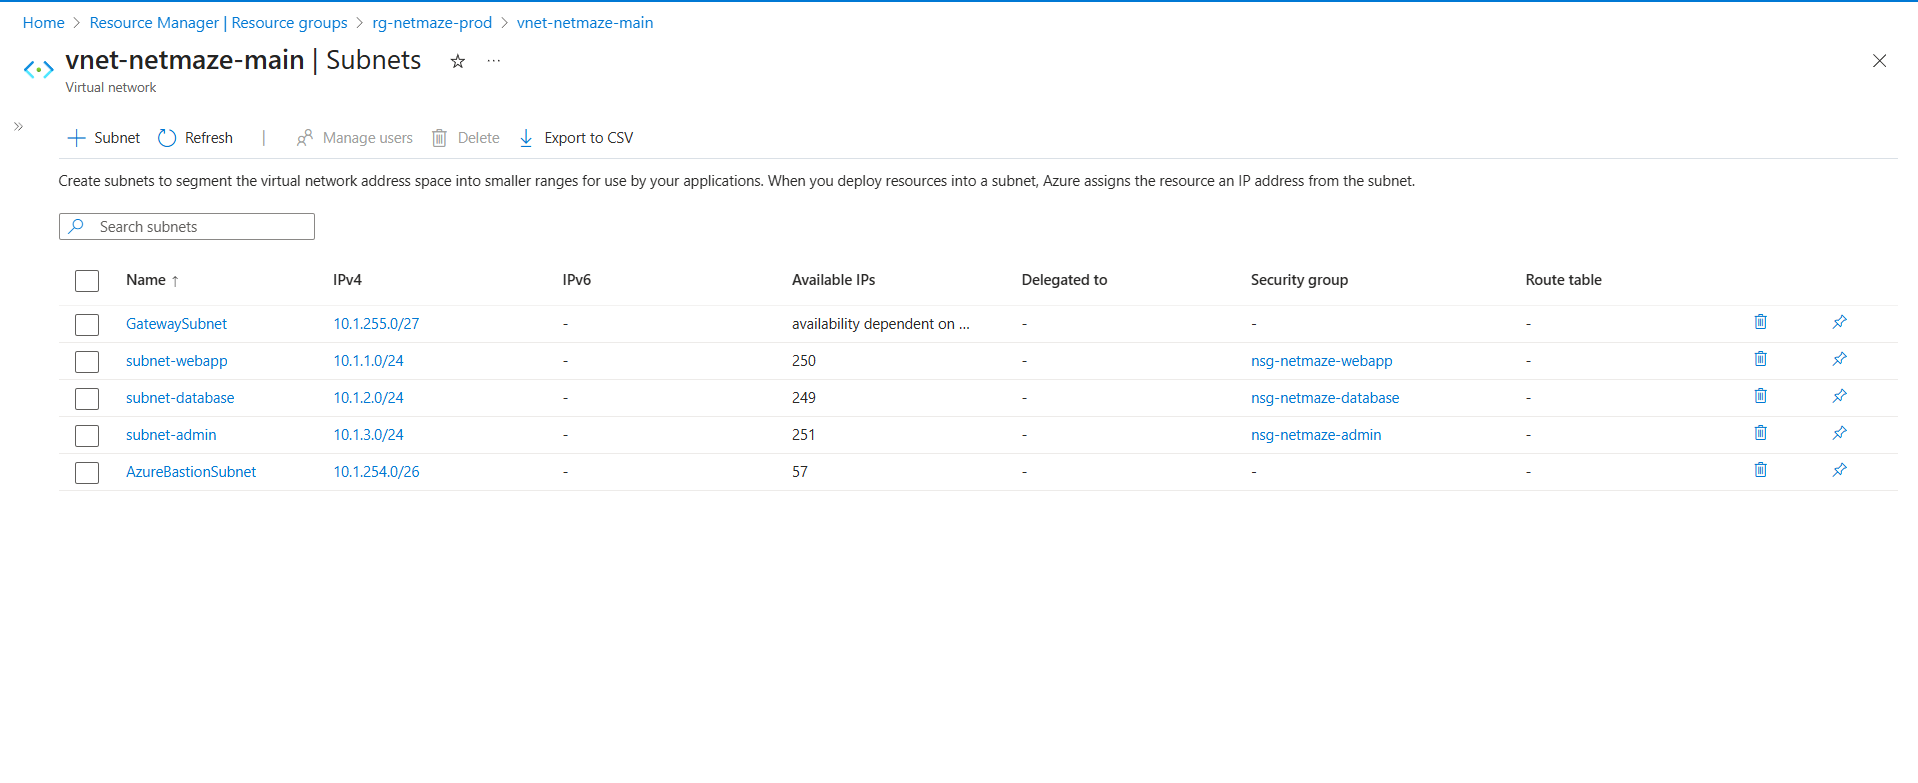 Home > Resource Manager | Resource groups > rg-netmaze-prod > vnet-netmaze-main
vnet-netmaze-main | Subnets
Virtual network
Subnet Refresh | Manage users Delete Export to CSV
Create subnets to segment the virtual network address space into smaller ranges for use by your applications. When you deploy resources into a subnet, Azure assigns the resource an IP address from the subnet.
Search subnets
Name ↑ IPv4 IPv6 Available IPs Delegated to Security group Route table
GatewaySubnet 10.1.255.0/27 - availability dependent on ... - - -
subnet-webapp 10.1.1.0/24 - 250 - nsg-netmaze-webapp -
subnet-database 10.1.2.0/24 - 249 - nsg-netmaze-database -
subnet-admin 10.1.3.0/24 - 251 - nsg-netmaze-admin -
AzureBastionSubnet 10.1.254.0/26 - 57 - - -